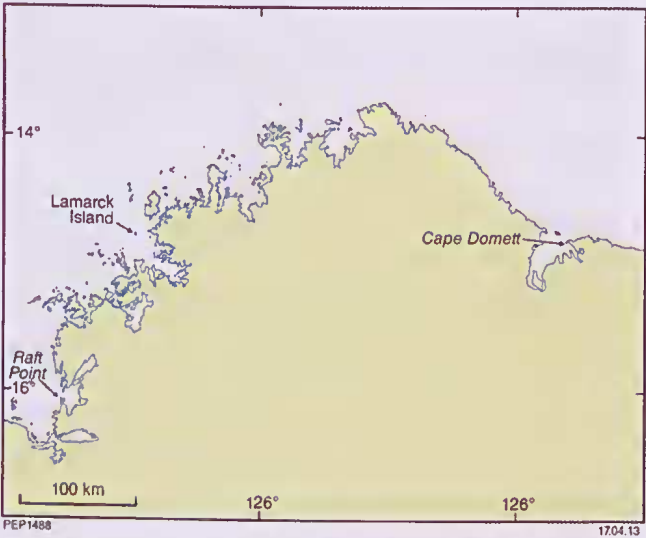 14°
Lamarck
Island
Cape Domett
Raft
Point
16°
100 km
126°
126°
PEP1488
17.04.13